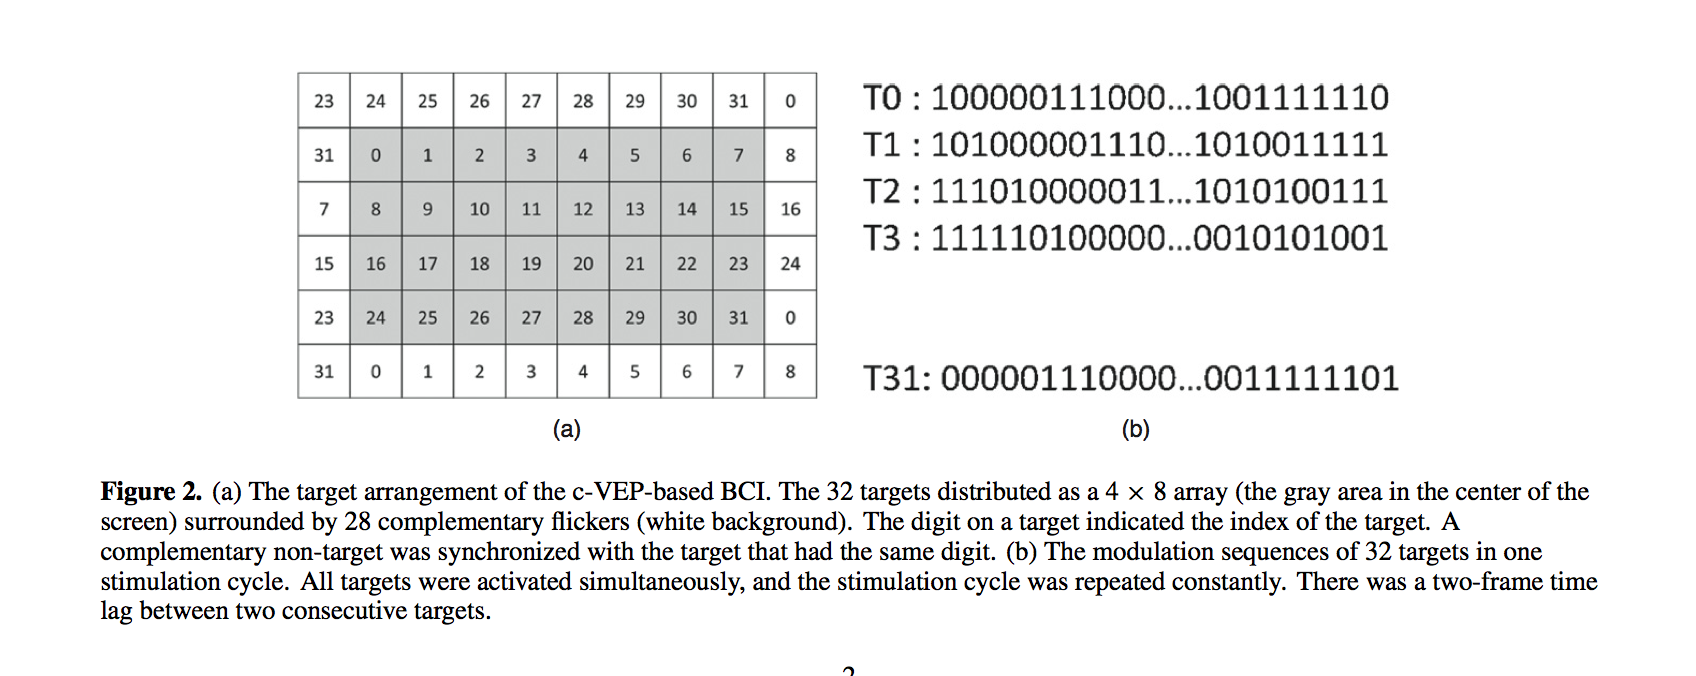 23 24 25 26 27 28 29 30 31 0
31 0 1 2 3 4 5 6 7 8
7 8 9 10 11 12 13 14 15 16
15 16 17 18 19 20 21 22 23 24
23 24 25 26 27 28 29 30 31 0
31 0 1 2 3 4 5 6 7 8
(a)
T0 : 100000111000...1001111110
T1 : 101000001110...1010011111
T2 : 111010000011...1010100111
T3 : 111110100000...0010101001
T31: 000001110000...0011111101
(b)
Figure 2. (a) The target arrangement of the c-VEP-based BCI. The 32 targets distributed as a 4 × 8 array (the gray area in the center of the
screen) surrounded by 28 complementary flickers (white background). The digit on a target indicated the index of the target. A
complementary non-target was synchronized with the target that had the same digit. (b) The modulation sequences of 32 targets in one
stimulation cycle. All targets were activated simultaneously, and the stimulation cycle was repeated constantly. There was a two-frame time
lag between two consecutive targets.